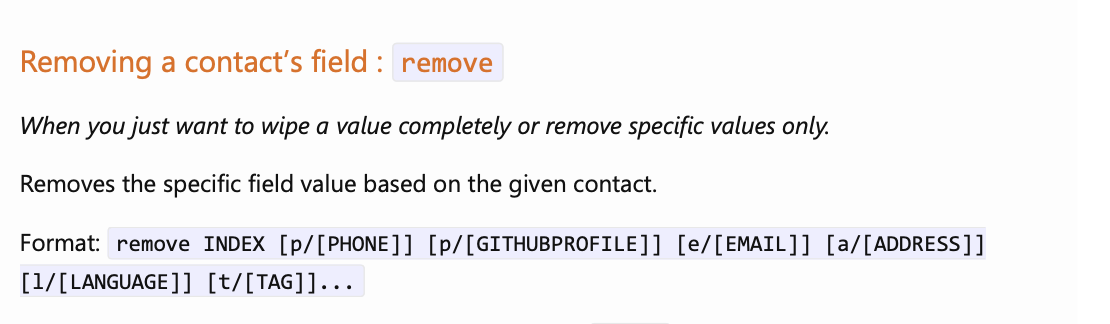 Removing a contact’s field : remove
When you just want to wipe a value completely or remove specific values only.
Removes the specific field value based on the given contact.
Format: remove INDEX [p/[PHONE]] [p/[GITHUBPROFILE]] [e/[EMAIL]] [a/[ADDRESS]]
[l/[LANGUAGE]] [t/[TAG]]...